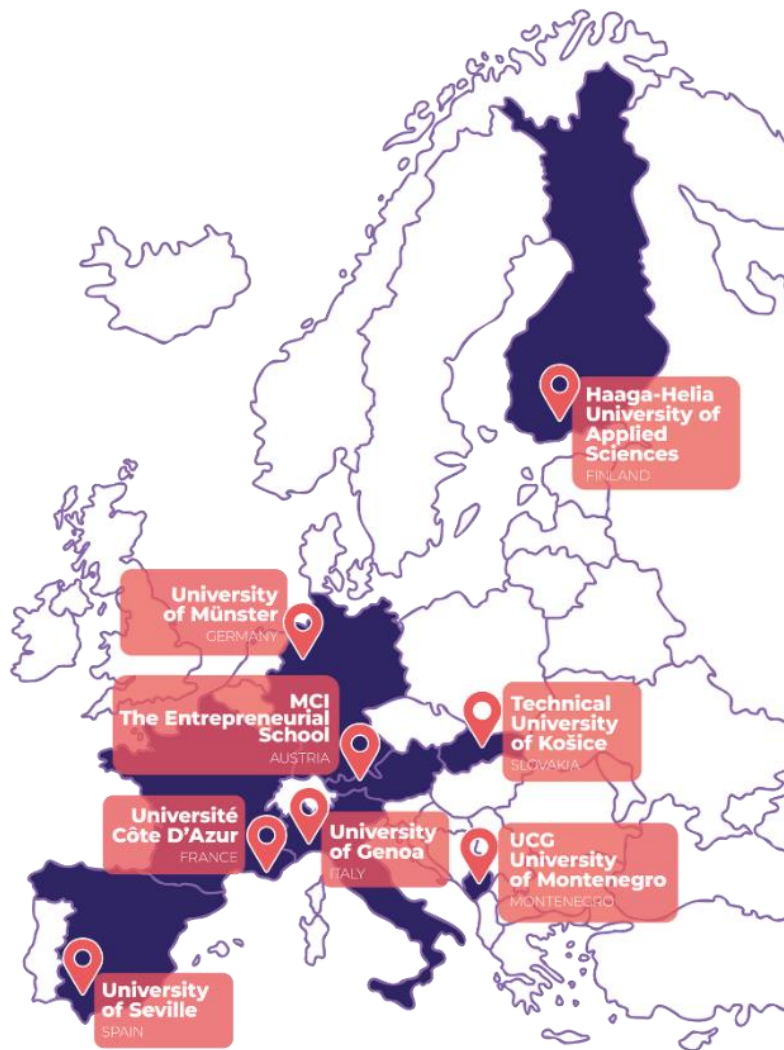 Haaga-Helia
University of
Applied
Sciences
FINLAND
University
of Münster
GERMANY
MCI
The Entrepreneurial
School
AUSTRIA
Technical
University
of Košice
SLOVAKIA
Université
Côte D'Azur
FRANCE
University
of Genoa
ITALY
UCG
University
of Montenegro
MONTENEGRO
University
of Seville
SPAIN